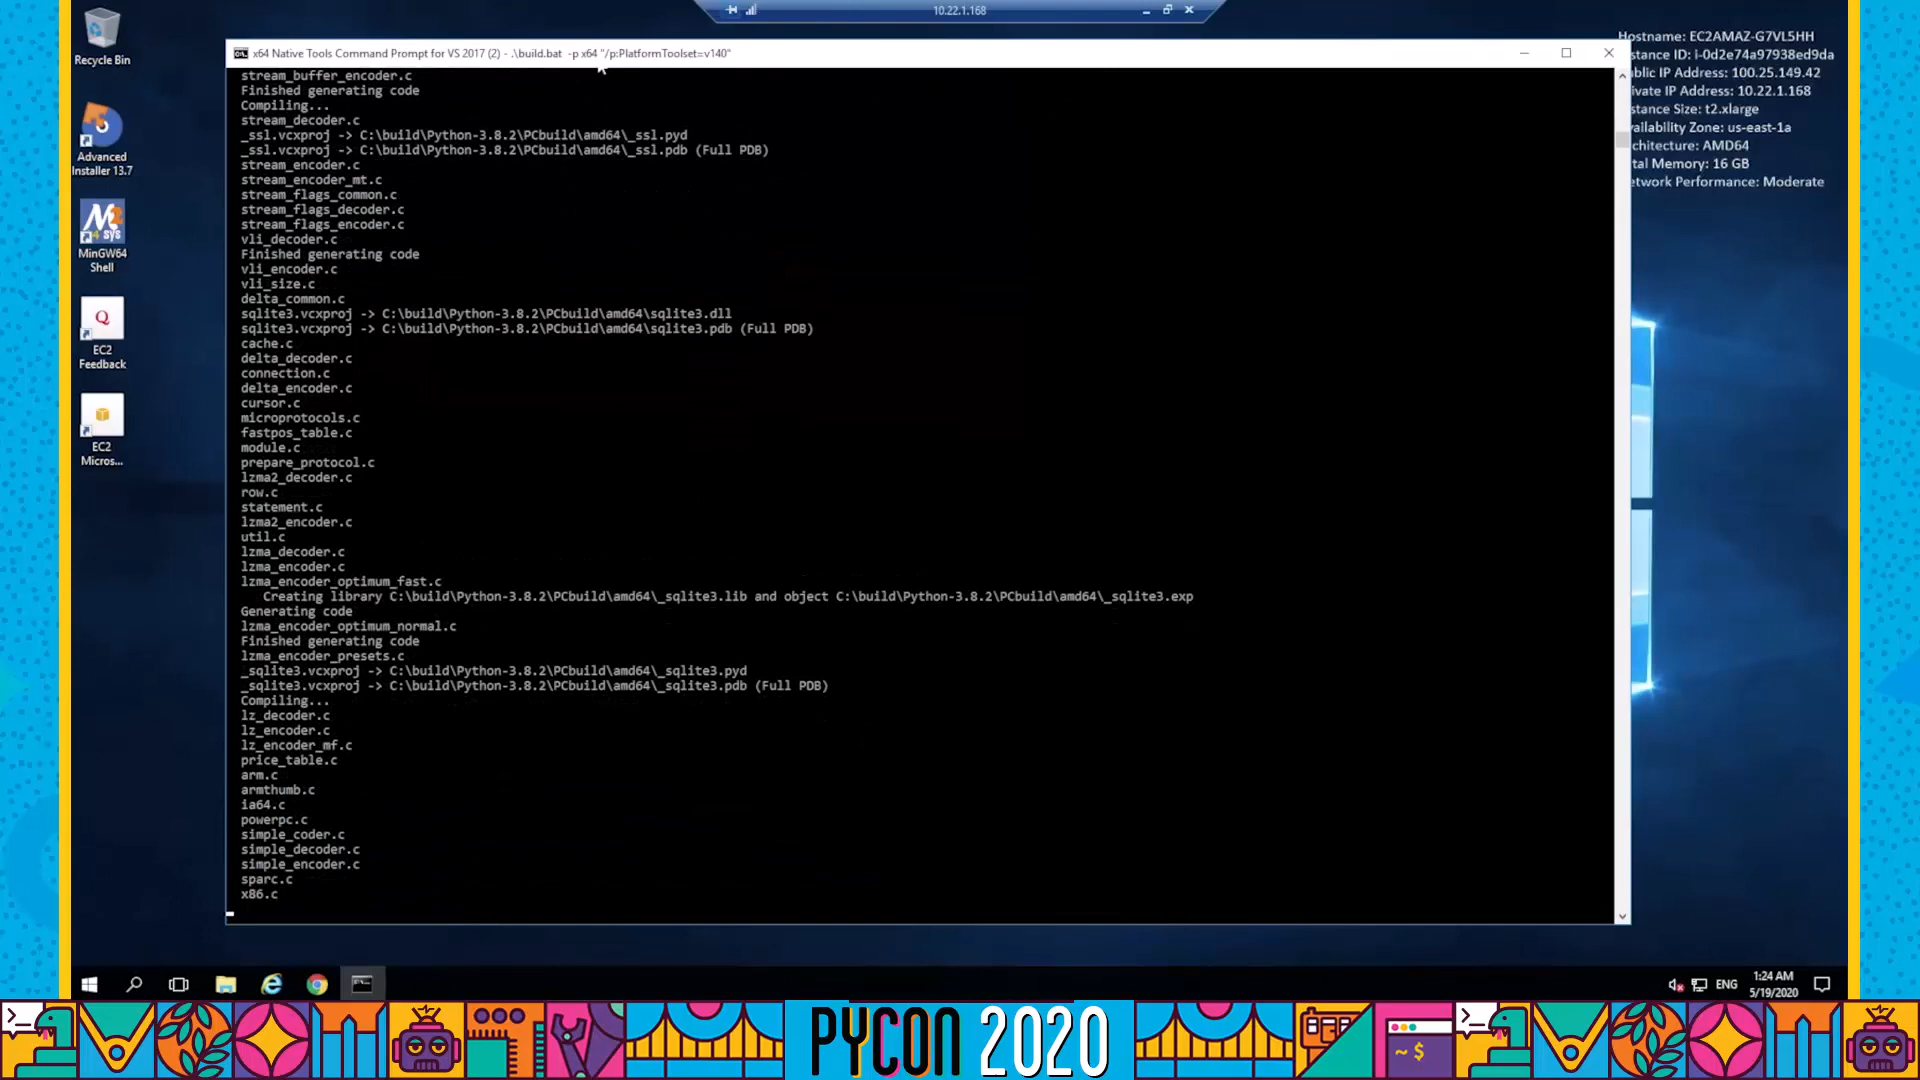 10.22.1.168
Recycle Bin
Advanced
Installer 13.7
M2
4 sys
MinGW64
Shell
Q
EC2
Feedback
EC2
Micros...
x64 Native Tools Command Prompt for VS 2017 (2) - .\build.bat  -p x64 "/p:PlatformToolset=v140"
stream_buffer_encoder.c
Finished generating code
Compiling...
stream_decoder.c
_ssl.vcxproj -> C:\build\Python-3.8.2\PCbuild\amd64\_ssl.pyd
_ssl.vcxproj -> C:\build\Python-3.8.2\PCbuild\amd64\_ssl.pdb (Full PDB)
stream_encoder.c
stream_encoder_mt.c
stream_flags_common.c
stream_flags_decoder.c
stream_flags_encoder.c
vli_decoder.c
Finished generating code
vli_encoder.c
vli_size.c
delta_common.c
sqlite3.vcxproj -> C:\build\Python-3.8.2\PCbuild\amd64\sqlite3.dll
sqlite3.vcxproj -> C:\build\Python-3.8.2\PCbuild\amd64\sqlite3.pdb (Full PDB)
cache.c
delta_decoder.c
connection.c
delta_encoder.c
cursor.c
microprotocols.c
fastpos_table.c
module.c
prepare_protocol.c
lzma2_decoder.c
row.c
statement.c
lzma2_encoder.c
util.c
lzma_decoder.c
lzma_encoder.c
lzma_encoder_optimum_fast.c
Creating library C:\build\Python-3.8.2\PCbuild\amd64\_sqlite3.lib and object C:\build\Python-3.8.2\PCbuild\amd64\_sqlite3.exp
Generating code
lzma_encoder_optimum_normal.c
Finished generating code
lzma_encoder_presets.c
_sqlite3.vcxproj -> C:\build\Python-3.8.2\PCbuild\amd64\_sqlite3.pyd
_sqlite3.vcxproj -> C:\build\Python-3.8.2\PCbuild\amd64\_sqlite3.pdb (Full PDB)
Compiling...
lz_decoder.c
lz_encoder.c
lz_encoder_mf.c
price_table.c
arm.c
armthumb.c
ia64.c
powerpc.c
simple_coder.c
simple_decoder.c
simple_encoder.c
sparc.c
x86.c
Hostname: EC2AMAZ-G7VL5HH
stance ID: i-0d2e74a97938ed9da
ublic IP Address: 100.25.149.42
ivate IP Address: 10.22.1.168
stance Size: t2.xlarge
vailability Zone: us-east-1a
chitecture: AMD64
tal Memory: 16 GB
etwork Performance: Moderate
ENG
1:24 AM
5/19/2020
PYCON 2020
~ $